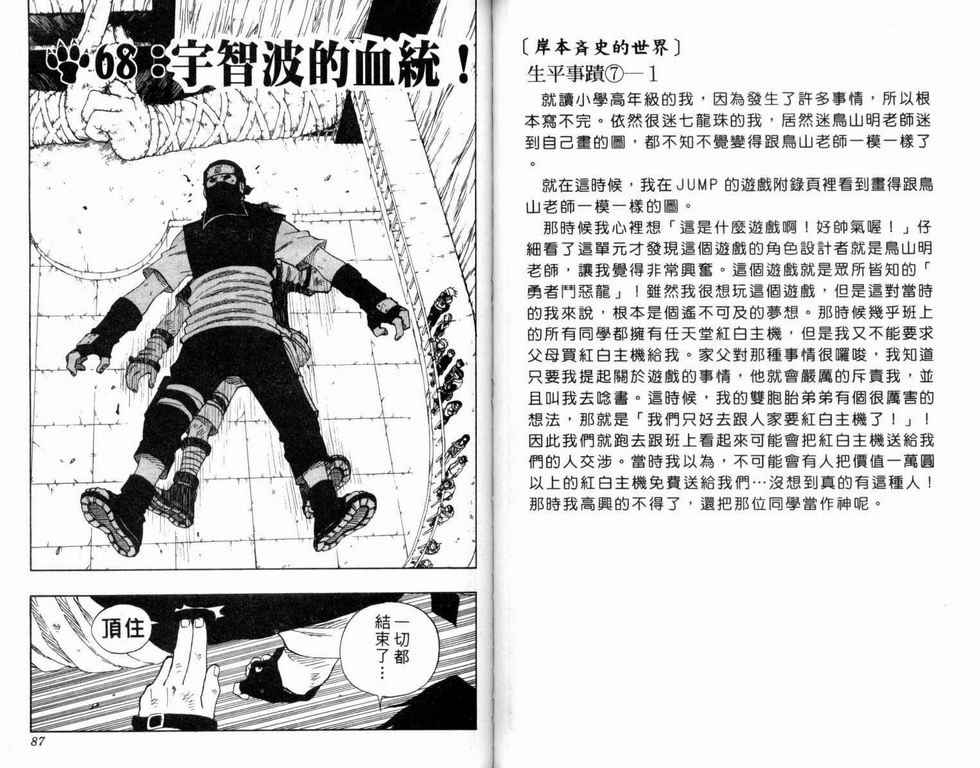 68：宇智波的血統！
一切都
結束了…
頂住
87
〔岸本斉史的世界〕
生平事蹟⑦—1
就讀小學高年級的我，因為發生了許多事情，所以根
本寫不完。依然很迷七龍珠的我，居然迷鳥山明老師迷
到自己畫的圖，都不知不覺變得跟鳥山老師一模一樣了
。
就在這時候，我在 JUMP 的遊戲附錄頁裡看到畫得跟鳥
山老師一模一樣的圖。
那時候我心裡想「這是什麼遊戲啊！好帥氣喔！」仔
細看了這單元才發現這個遊戲的角色設計者就是鳥山明
老師，讓我覺得非常興奮。這個遊戲就是眾所皆知的「
勇者鬥惡龍」！雖然我很想玩這個遊戲，但是這對當時
的我來說，根本是個遙不可及的夢想。那時候幾乎班上
的所有同學都擁有任天堂紅白主機，但是我又不能要求
父母買紅白主機給我。家父對那種事情很囉唆，我知道
只要我提起關於遊戲的事情，他就會嚴厲的斥責我，並
且叫我去唸書。這時候，我的雙胞胎弟弟有個很厲害的
想法，那就是「我們只好去跟人家要紅白主機了！」！
因此我們就跑去跟班上看起來可能會把紅白主機送給我
們的人交涉。當時我以為，不可能會有人把價值一萬圓
以上的紅白主機免費送給我們…沒想到真的有這種人！
那時我高興的不得了，還把那位同學當作神呢。